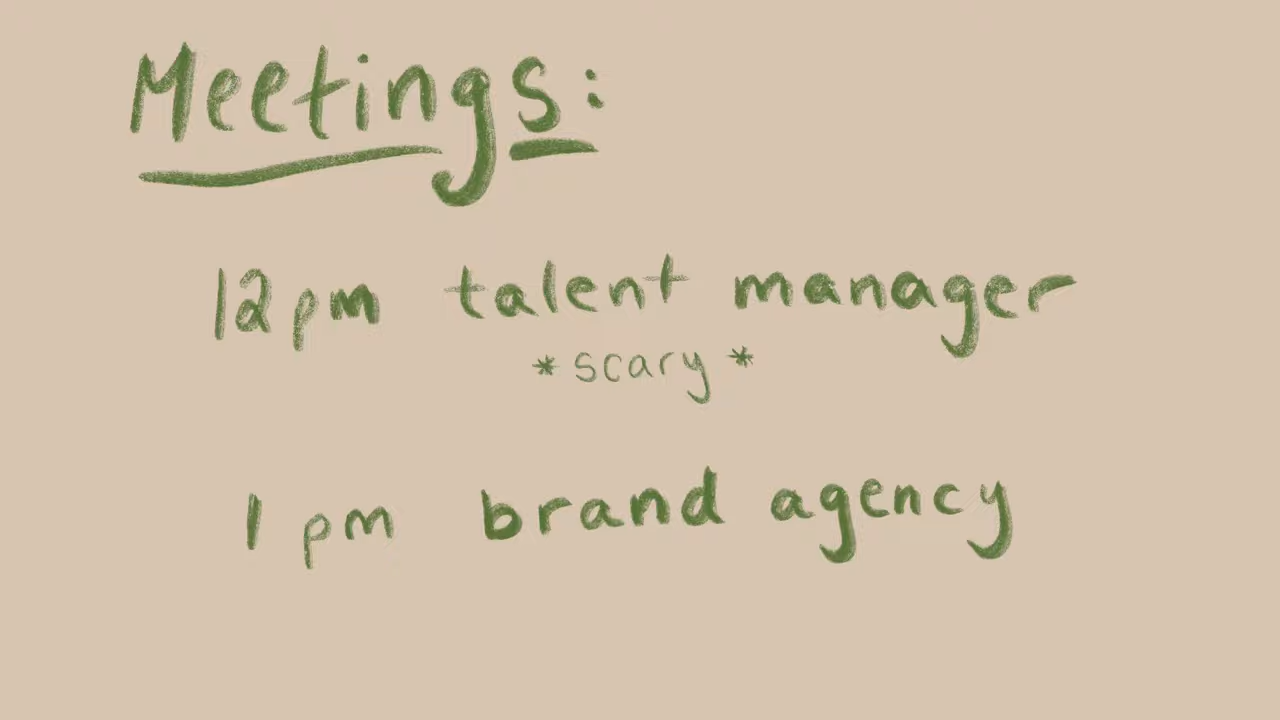 Meetings:
12pm talent manager
*scary*
1 pm brand agency